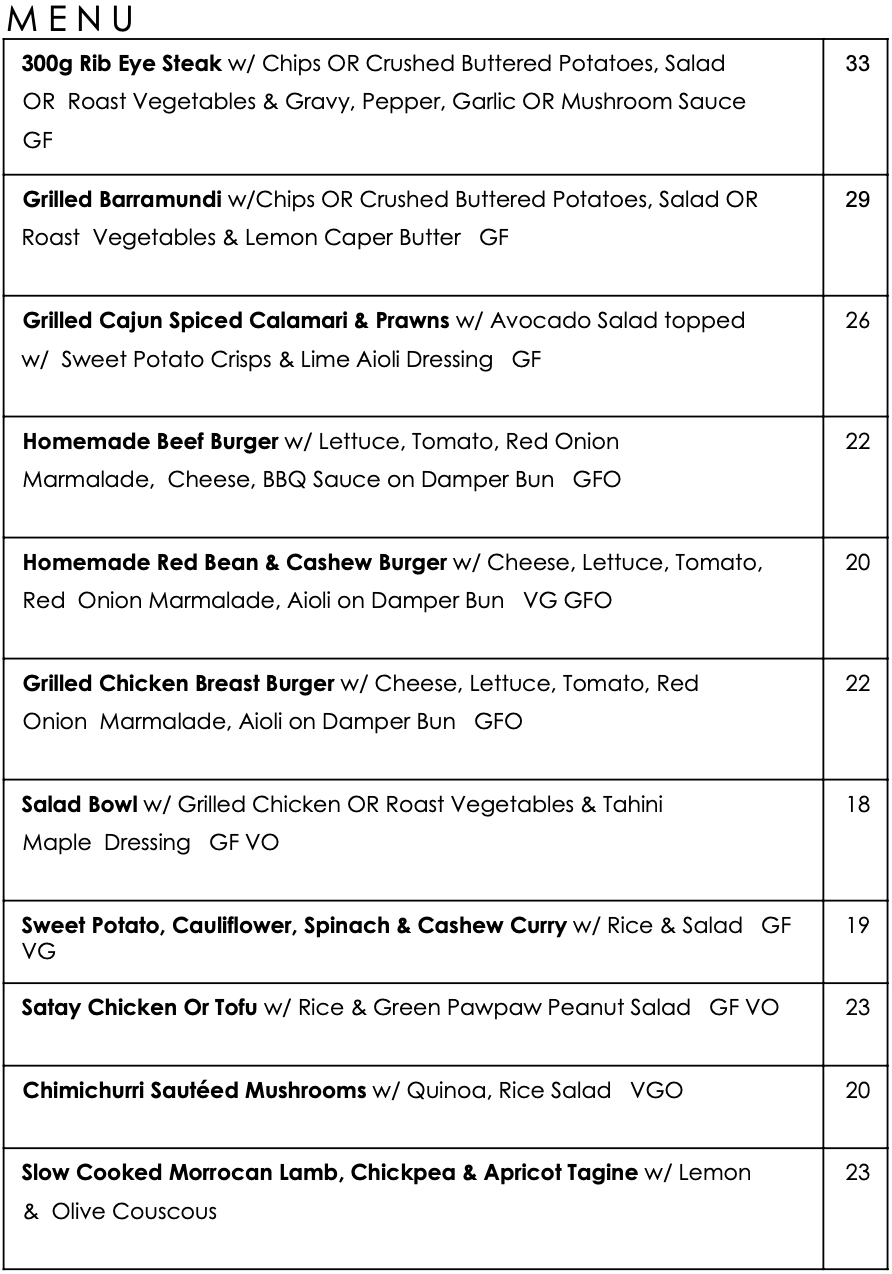 MENU
300g Rib Eye Steak w/ Chips OR Crushed Buttered Potatoes, Salad 33
OR Roast Vegetables & Gravy, Pepper, Garlic OR Mushroom Sauce
GF
Grilled Barramundi w/Chips OR Crushed Buttered Potatoes, Salad OR 29
Roast Vegetables & Lemon Caper Butter GF
Grilled Cajun Spiced Calamari & Prawns w/ Avocado Salad topped 26
w/ Sweet Potato Crisps & Lime Aioli Dressing GF
Homemade Beef Burger w/ Lettuce, Tomato, Red Onion 22
Marmalade, Cheese, BBQ Sauce on Damper Bun GFO
Homemade Red Bean & Cashew Burger w/ Cheese, Lettuce, Tomato, 20
Red Onion Marmalade, Aioli on Damper Bun VG GFO
Grilled Chicken Breast Burger w/ Cheese, Lettuce, Tomato, Red 22
Onion Marmalade, Aioli on Damper Bun GFO
Salad Bowl w/ Grilled Chicken OR Roast Vegetables & Tahini 18
Maple Dressing GF VO
Sweet Potato, Cauliflower, Spinach & Cashew Curry w/ Rice & Salad GF 19
VG
Satay Chicken Or Tofu w/ Rice & Green Pawpaw Peanut Salad GF VO 23
Chimichurri Sautéed Mushrooms w/ Quinoa, Rice Salad VGO 20
Slow Cooked Morrocan Lamb, Chickpea & Apricot Tagine w/ Lemon 23
& Olive Couscous